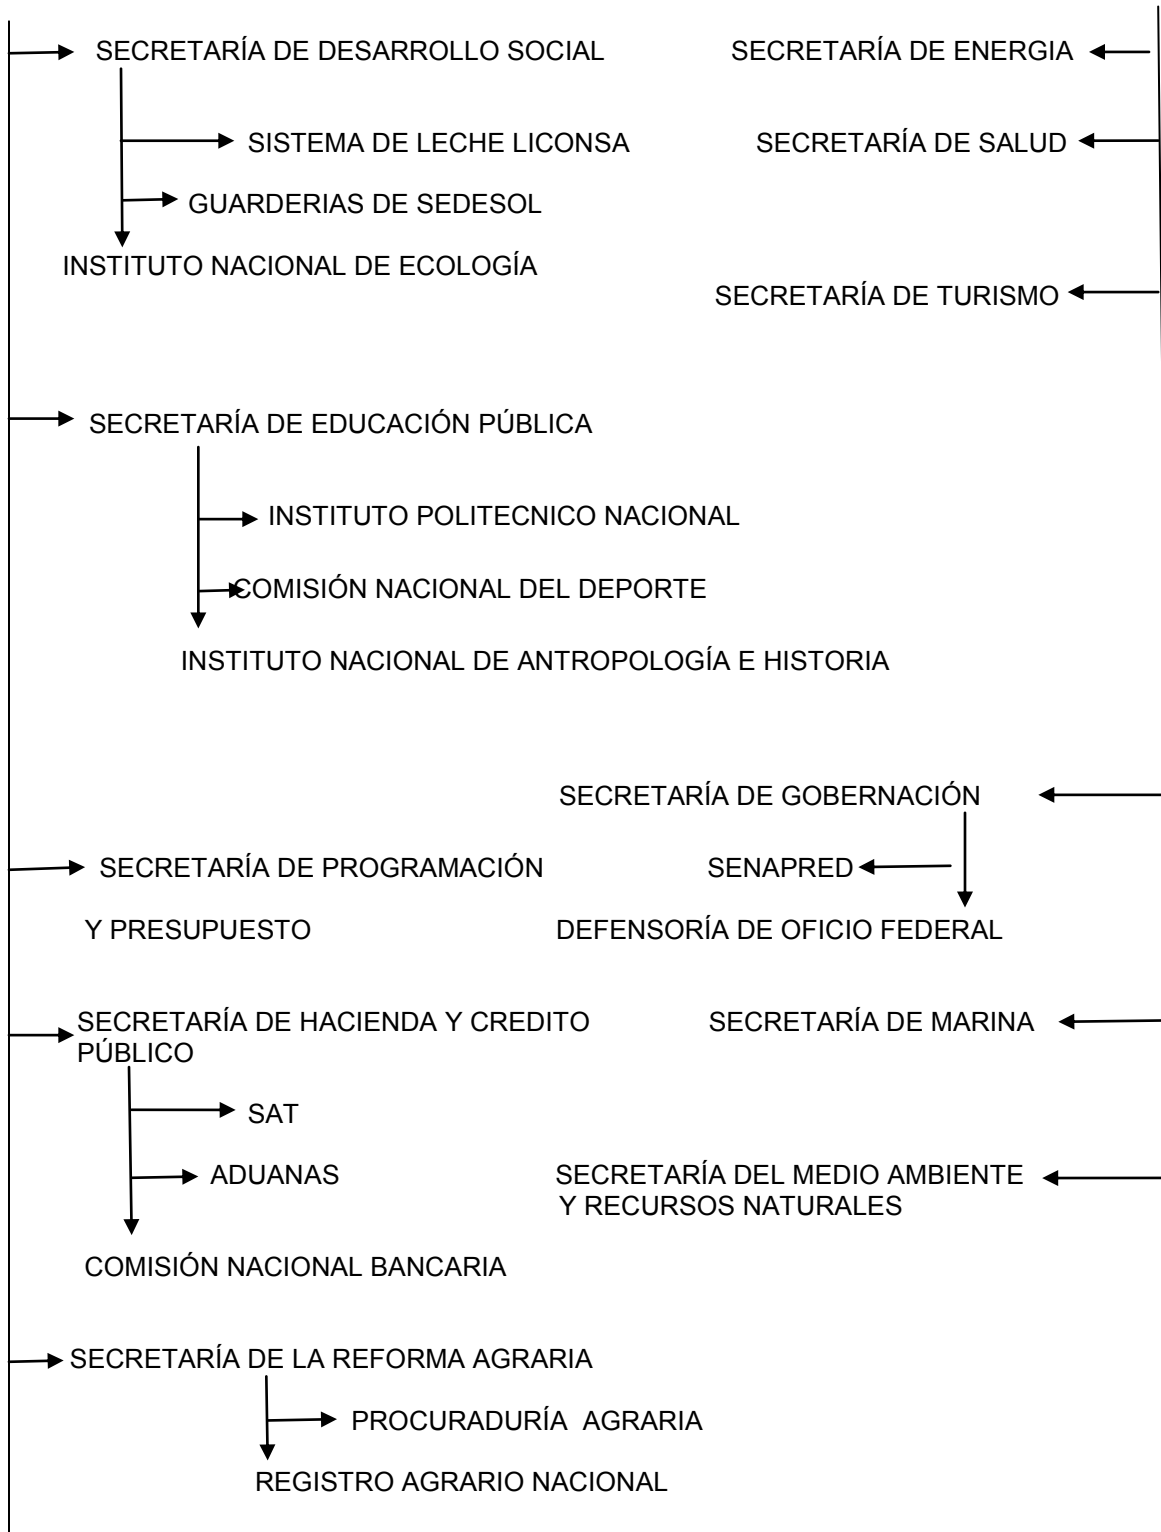 SECRETARÍA DE DESARROLLO SOCIAL
SECRETARÍA DE ENERGIA
SISTEMA DE LECHE LICONSA
SECRETARÍA DE SALUD
GUARDERIAS DE SEDESOL
INSTITUTO NACIONAL DE ECOLOGÍA
SECRETARÍA DE TURISMO
SECRETARÍA DE EDUCACIÓN PÚBLICA
INSTITUTO POLITECNICO NACIONAL
COMISIÓN NACIONAL DEL DEPORTE
INSTITUTO NACIONAL DE ANTROPOLOGÍA E HISTORIA
SECRETARÍA DE GOBERNACIÓN
SECRETARÍA DE PROGRAMACIÓN
SENAPRED
Y PRESUPUESTO
DEFENSORÍA DE OFICIO FEDERAL
SECRETARÍA DE HACIENDA Y CREDITO
PÚBLICO
SECRETARÍA DE MARINA
SAT
ADUANAS
SECRETARÍA DEL MEDIO AMBIENTE
Y RECURSOS NATURALES
COMISIÓN NACIONAL BANCARIA
SECRETARÍA DE LA REFORMA AGRARIA
PROCURADURÍA  AGRARIA
REGISTRO AGRARIO NACIONAL